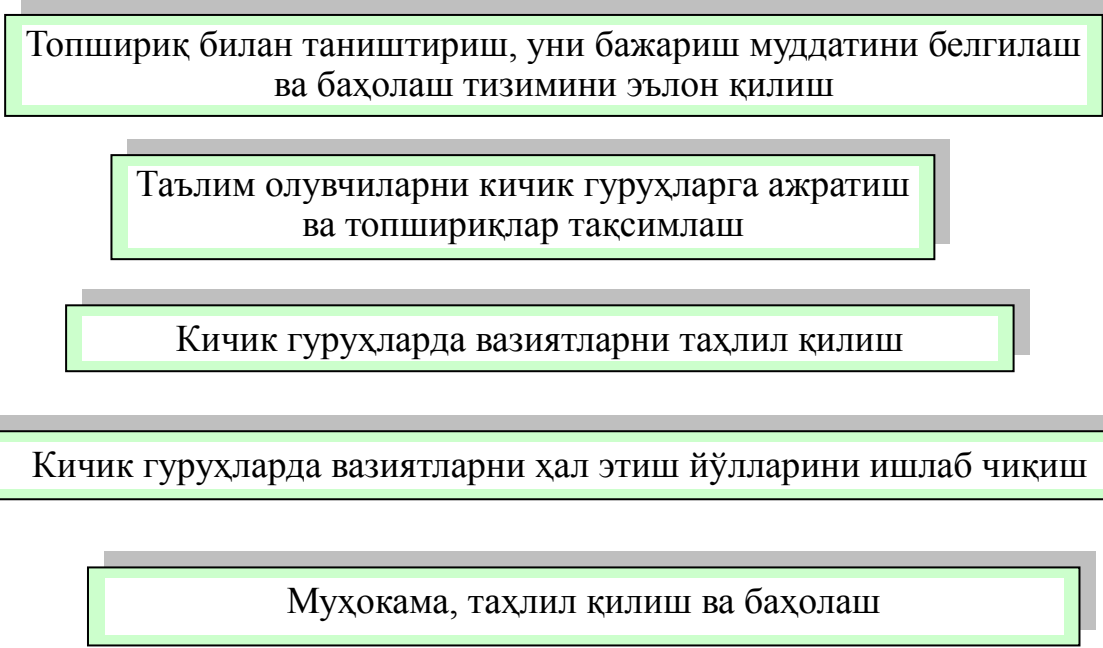 Топшириқ билан таништириш, уни бажариш муддатини белгилаш
ва баҳолаш тизимини эълон қилиш
Таълим олувчиларни кичик гуруҳларга ажратиш
ва топшириқлар тақсимлаш
Кичик гуруҳларда вазиятларни таҳлил қилиш
Кичик гуруҳларда вазиятларни ҳал этиш йўлларини ишлаб чиқиш
Муҳокама, таҳлил қилиш ва баҳолаш